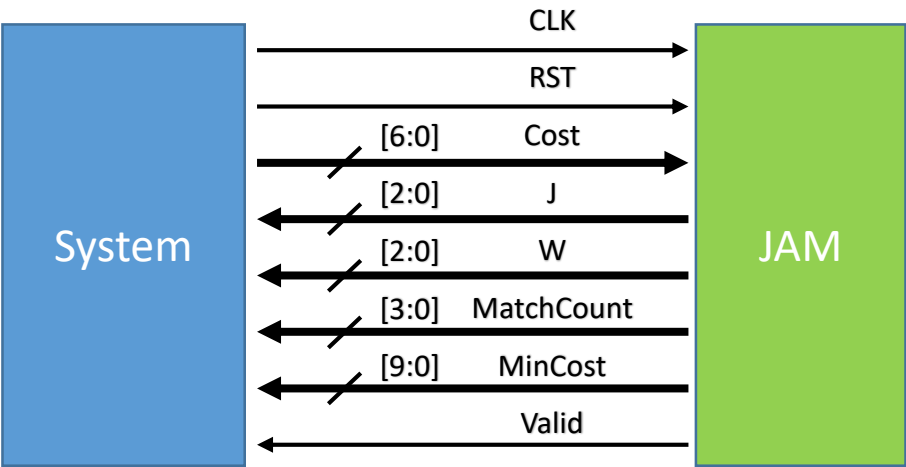 System
CLK
RST
[6:0] Cost
[2:0] J
[2:0] W
[3:0] MatchCount
[9:0] MinCost
Valid
JAM